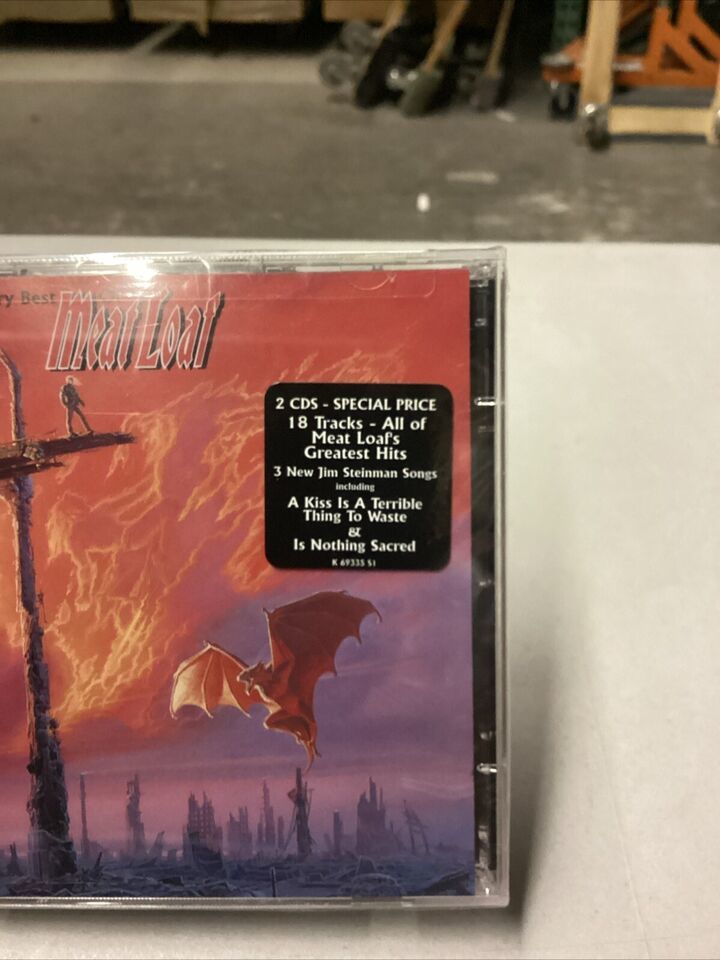 ry Best
Meat Loaf
2 CDS - SPECIAL PRICE
18 Tracks - All of
Meat Loaf's
Greatest Hits
3 New Jim Steinman Songs
including
A Kiss Is A Terrible
Thing To Waste
&
Is Nothing Sacred
K 69335 S1